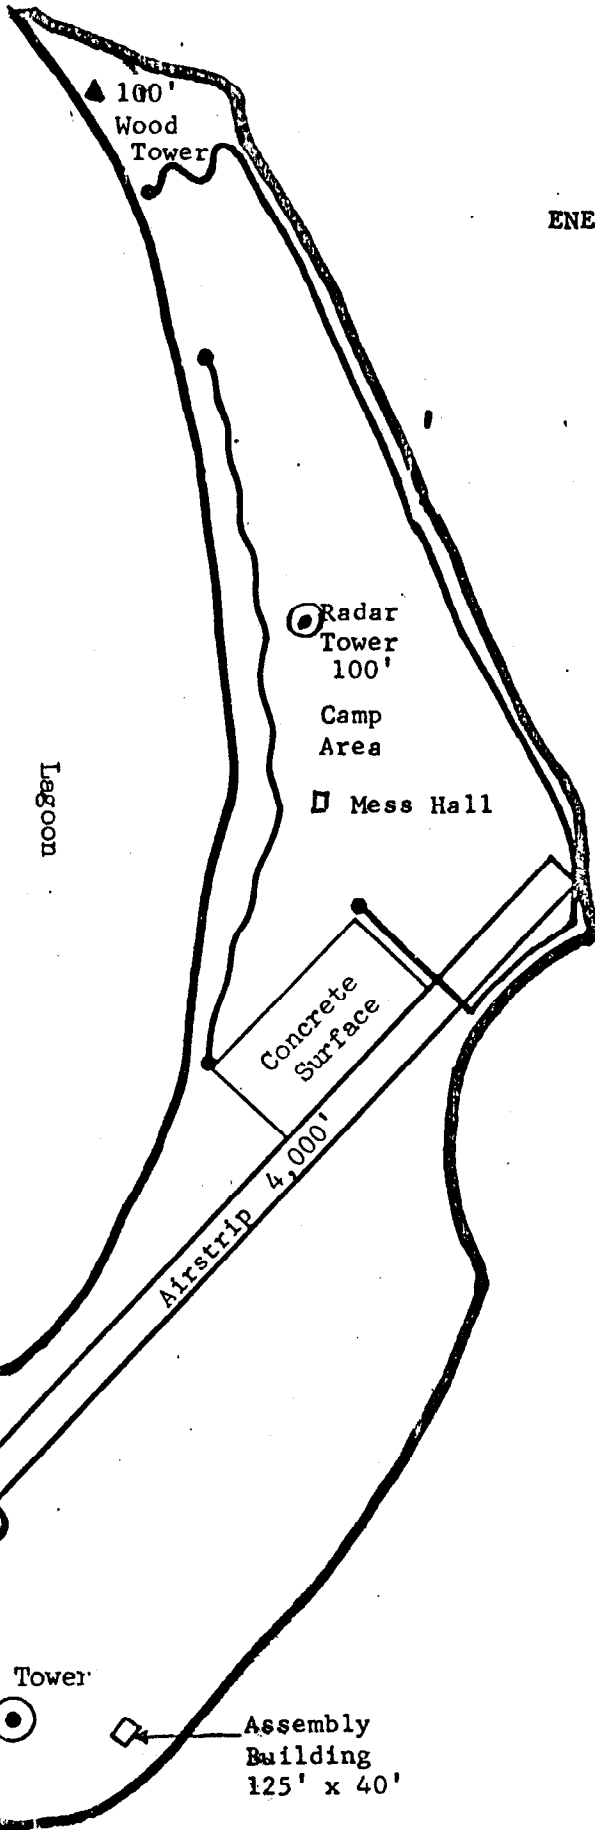 100'
Wood
Tower
ENE
Radar
Tower
100'
Camp
Area
Lagoon
Mess Hall
Concrete
Surface
Airstrip 4,000'
Tower
Assembly
Building
125' x 40'